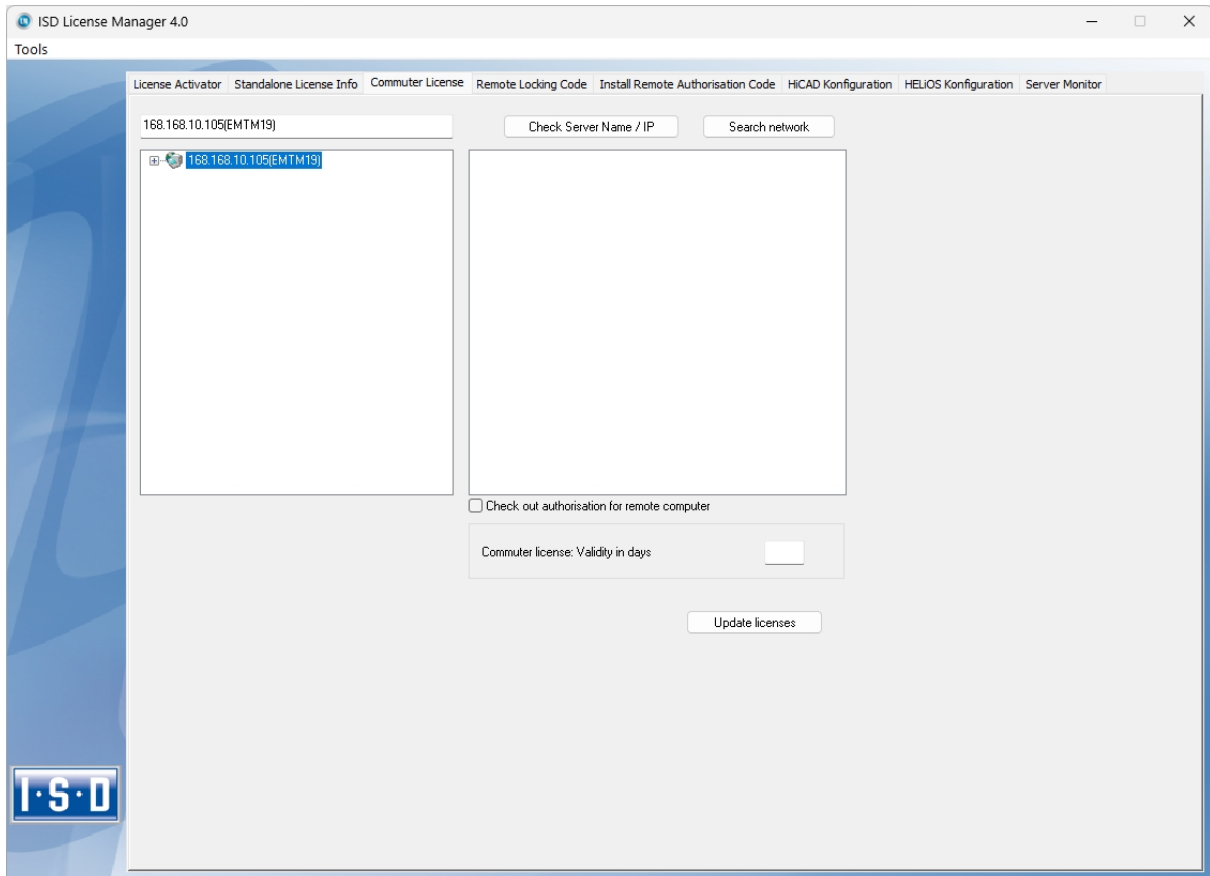 ISD License Manager 4.0
Tools
License Activator Standalone License Info Commuter License Remote Locking Code Install Remote Authorisation Code HiCAD Konfiguration HELiOS Konfiguration Server Monitor
168.168.10.105(EMTM19) Check Server Name / IP Search network
168.168.10.105(EMTM19)
Check out authorisation for remote computer
Commuter license: Validity in days
Update licenses
I·S·D